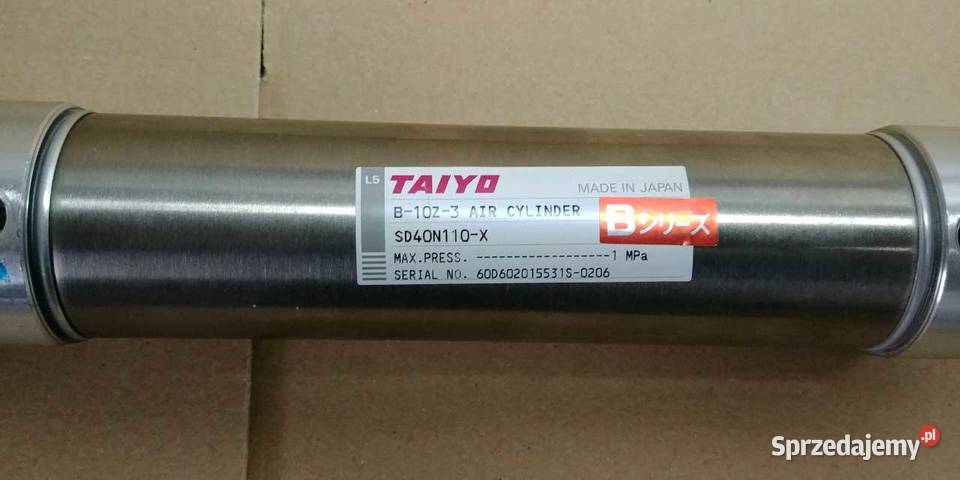 L5 TAIYO MADE IN JAPAN
B-10Z-3 AIR CYLINDER
Bシリーズ
SD40N110-X
MAX.PRESS. -------------------1 MPa
SERIAL NO. 60D602015531S-0206
Sprzedajemy.pl